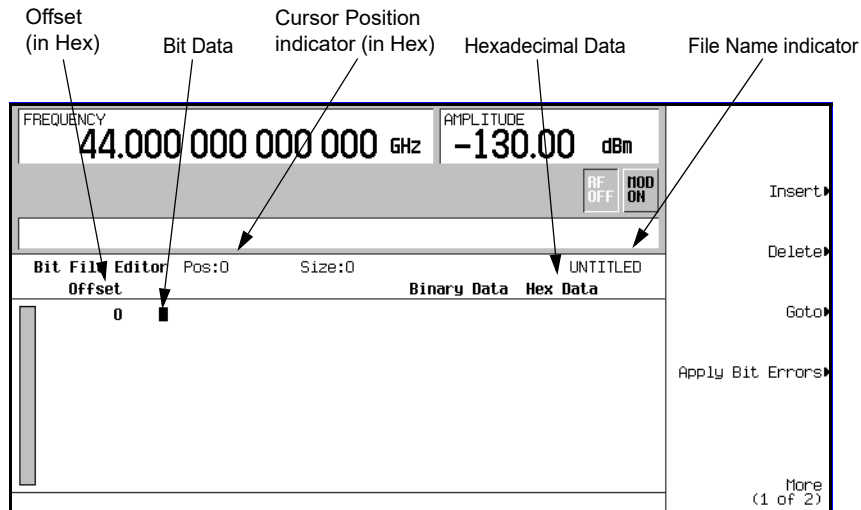 Offset
(in Hex)
Bit Data
Cursor Position
indicator (in Hex)
Hexadecimal Data
File Name indicator
FREQUENCY
44.000 000 000 000 GHz
AMPLITUDE
-130.00 dBm
RF
OFF
MOD
ON
Bit File Editor Pos:0 Size:0 UNTITLED
Offset Binary Data Hex Data
0
Insert
Delete
Goto
Apply Bit Errors
More
(1 of 2)